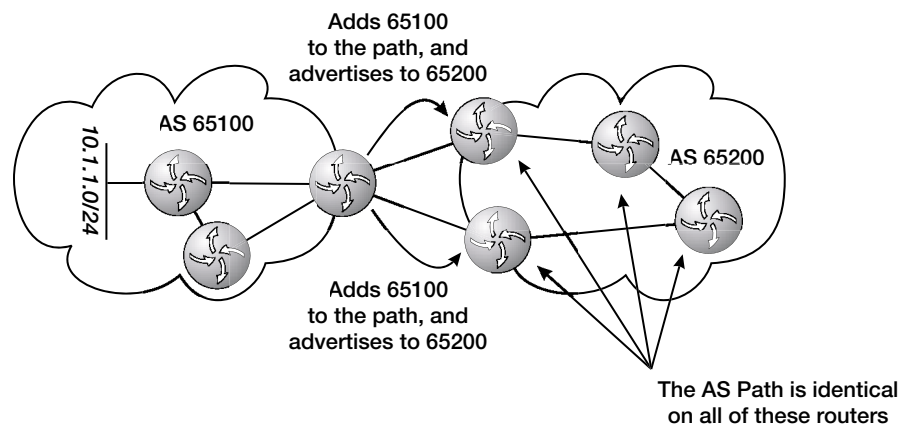 Adds 65100
to the path, and
advertises to 65200
AS 65100
10.1.1.0/24
AS 65200
Adds 65100
to the path, and
advertises to 65200
The AS Path is identical
on all of these routers